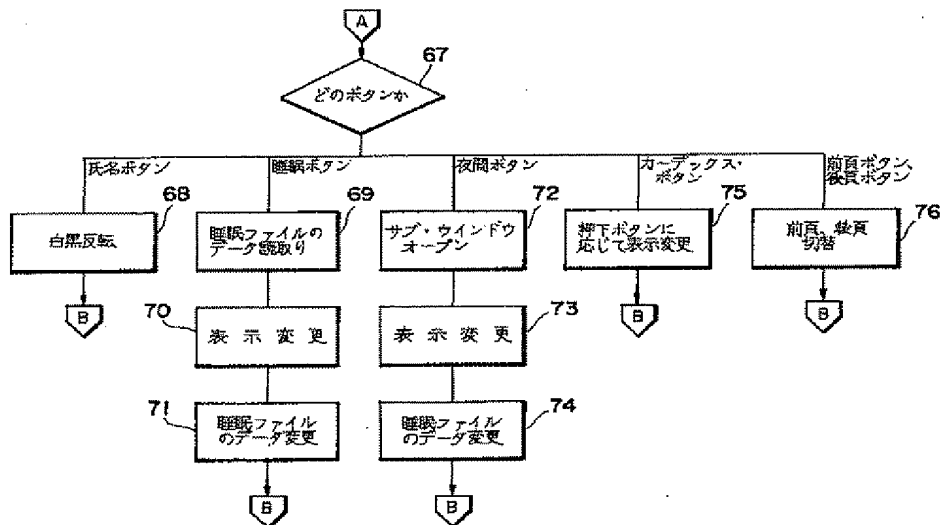 A
67
どのボタンか
氏名ボタン
睡眠ボタン
夜間ボタン
カーデックス・
ボタン
前頁ボタン、
後頁ボタン
68
白黒反転
B
69
睡眠ファイルの
データ読取り
70
表示変更
71
睡眠ファイル
のデータ変更
B
72
サブ・ウインドウ
オープン
73
表示変更
74
睡眠ファイル
のデータ変更
B
75
押下ボタンに
応じて表示変更
B
76
前頁、後頁
切替
B